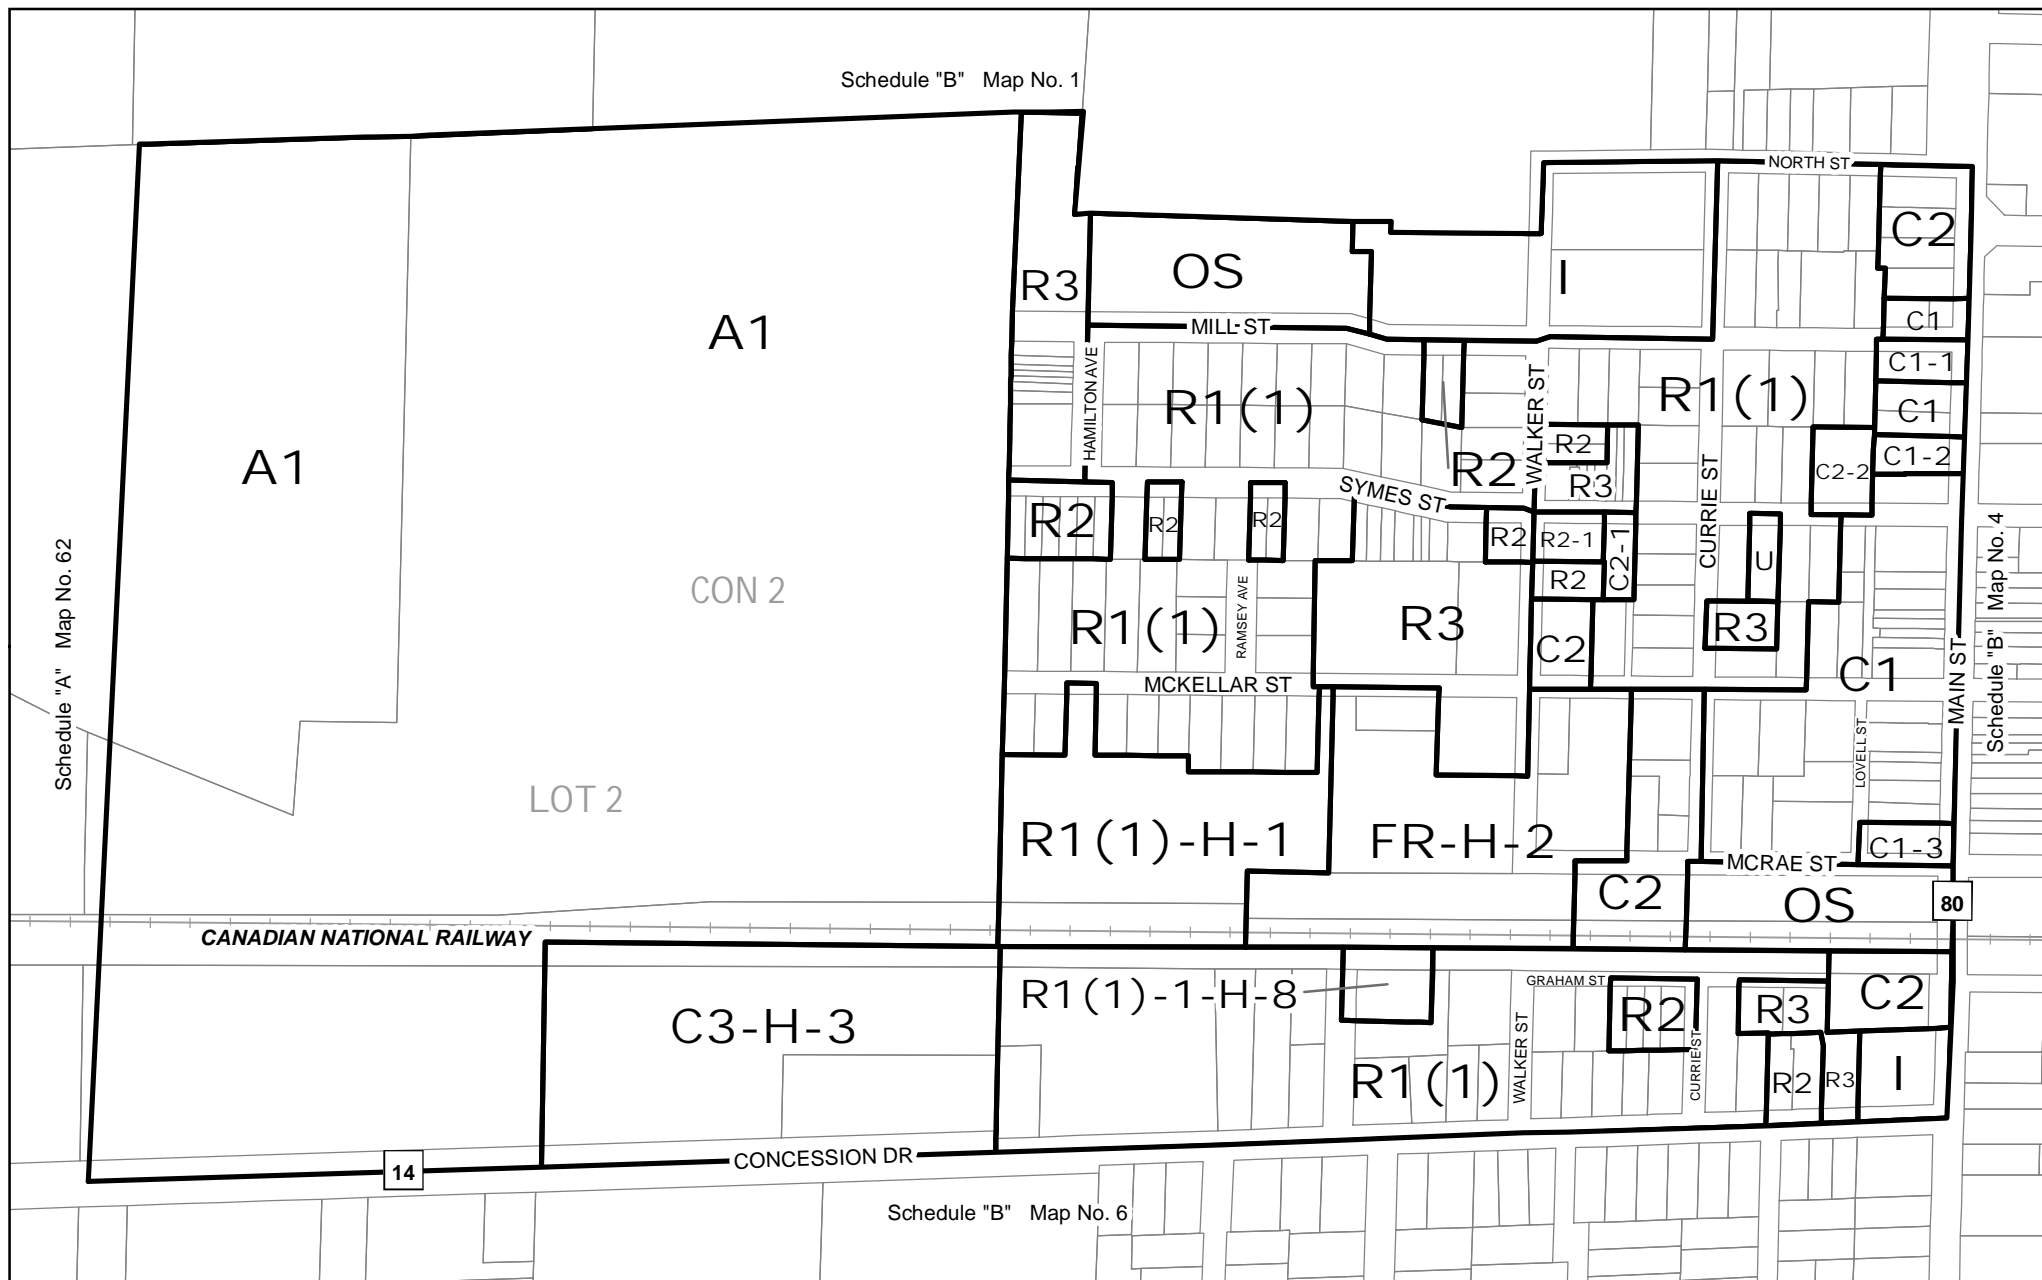 Schedule "B" Map No. 1
NORTH ST
C2
OS
I
R3
A1
MILL ST
C1
C1-1
HAMILTON AVE
R1(1)
WALKER ST
R1(1)
C1
R2
C1-2
A1
R2
R3
CURRIE ST
C2-2
SYMES ST
R2
R2
R2
R2
R2-1
C2-1
U
R2
Schedule "A" Map No. 62
CON 2
R1(1)
RAMSEY AVE
R3
C2
R3
C1
MAIN ST
Schedule "B" Map No. 4
MCKELLAR ST
LOVELL ST
LOT 2
R1(1)-H-1
FR-H-2
C1-3
MCRAE ST
C2
OS
80
CANADIAN NATIONAL RAILWAY
R1(1)-1-H-8
GRAHAM ST
C2
C3-H-3
R2
R3
WALKER ST
CURRIE ST
R1(1)
R2
R3
I
CONCESSION DR
14
Schedule "B" Map No. 6